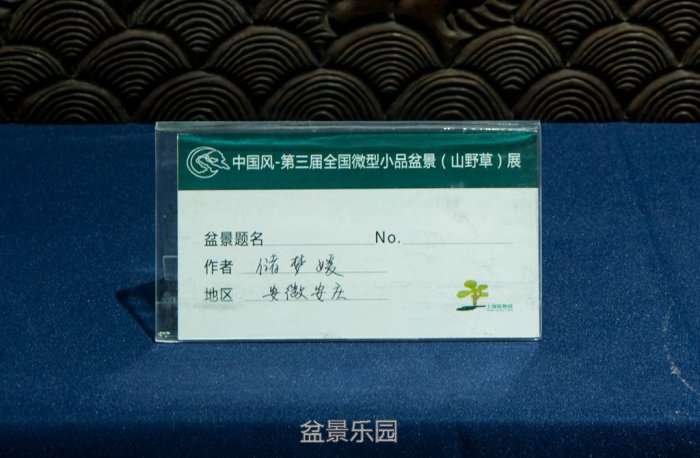 中国风-第三届全国微型小品盆景（山野草）展
盆景题名 No.
作者 储梦媛
地区 安徽安庆
盆景乐园